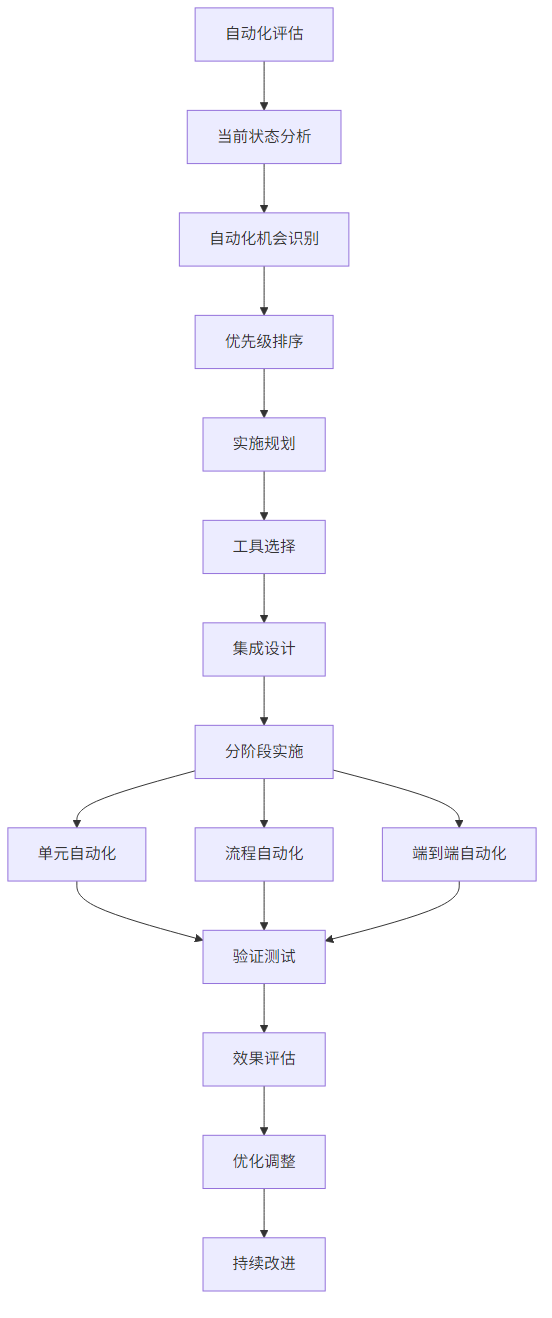 自动化评估
当前状态分析
自动化机会识别
优先级排序
实施规划
工具选择
集成设计
分阶段实施
单元自动化
流程自动化
端到端自动化
验证测试
效果评估
优化调整
持续改进